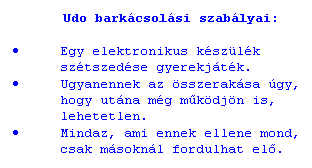 Udo barkácsolási szabályai:
• Egy elektronikus készülék
szétszedése gyerekjáték.
• Ugyanennek az összerakása úgy,
hogy utána még működjön is,
lehetetlen.
• Mindaz, ami ennek ellene mond,
csak másoknál fordulhat elő.